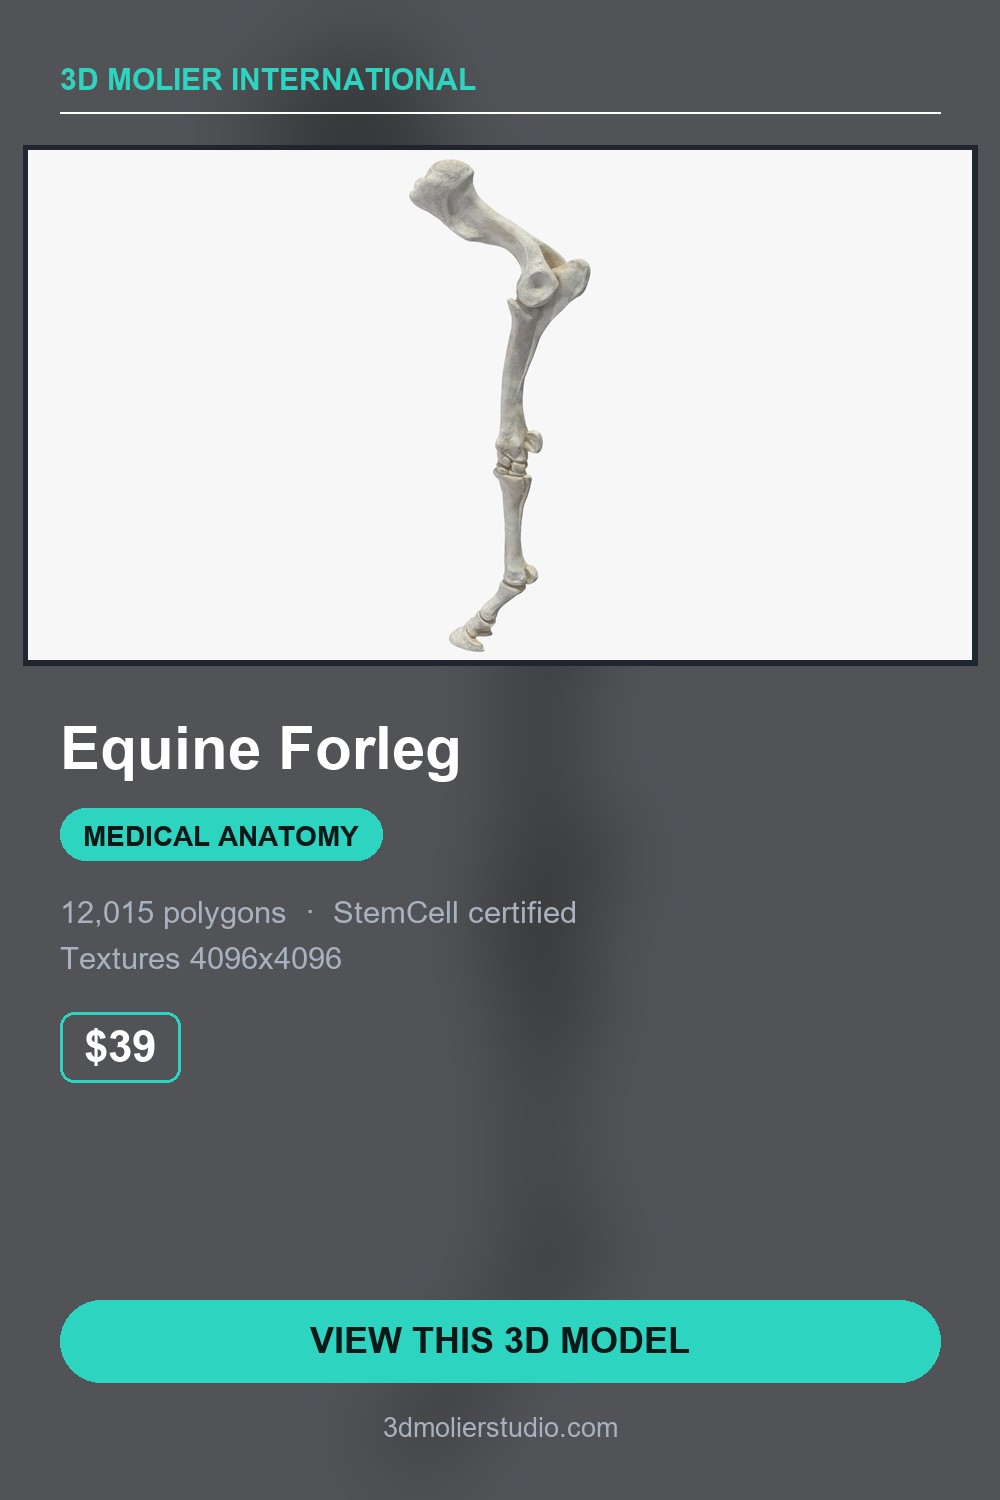 3D MOLIER INTERNATIONAL
Equine Forleg
MEDICAL ANATOMY
12,015 polygons · StemCell certified
Textures 4096x4096
$39
VIEW THIS 3D MODEL
3dmolierstudio.com